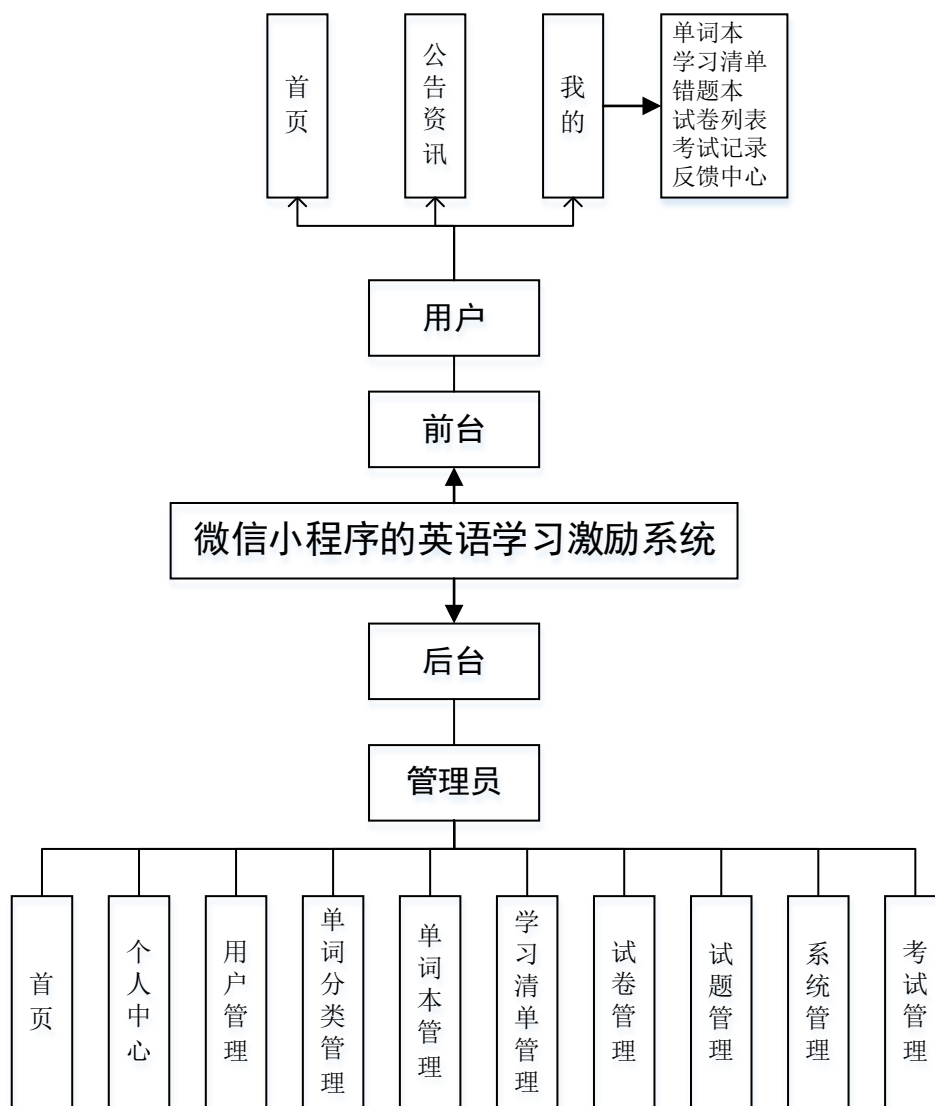 首页
公告资讯
我的
单词本
学习清单
错题本
试卷列表
考试记录
反馈中心
用户
前台
微信小程序的英语学习激励系统
后台
管理员
首页
个人中心
用户管理
单词分类管理
单词本管理
学习清单管理
试卷管理
试题管理
系统管理
考试管理